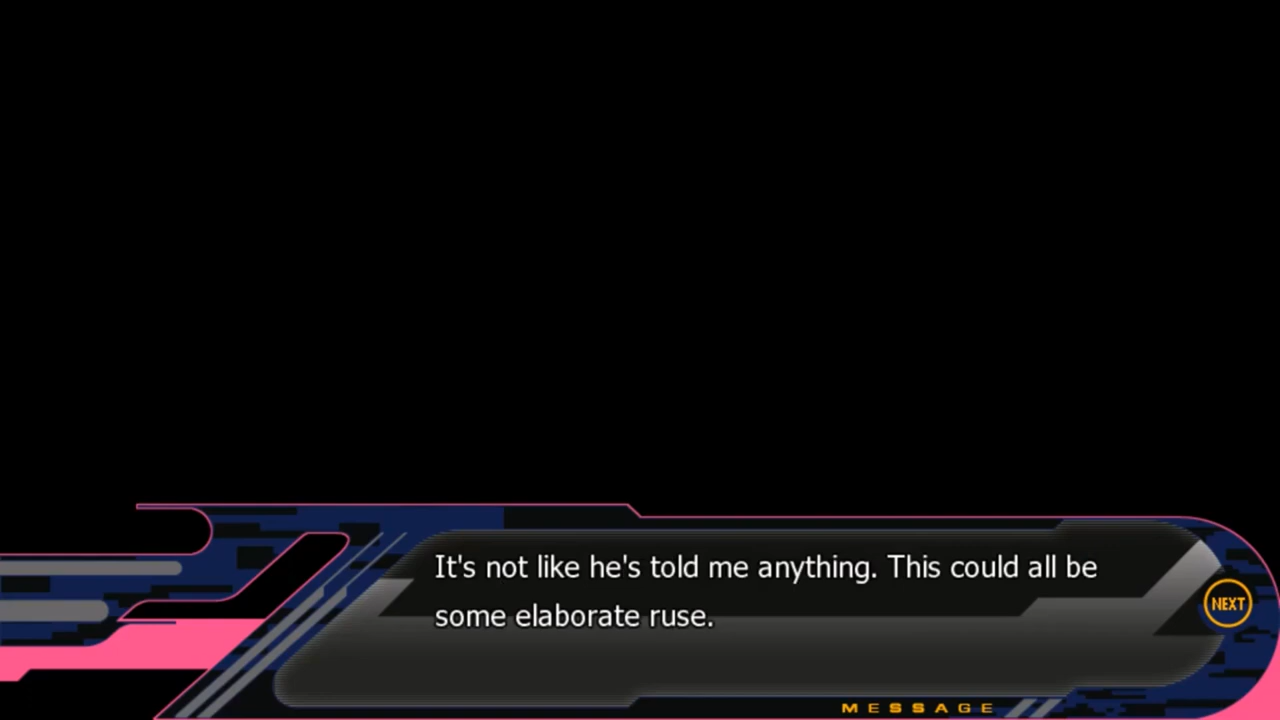 It's not like he's told me anything. This could all be
some elaborate ruse.
NEXT
MESSAGE